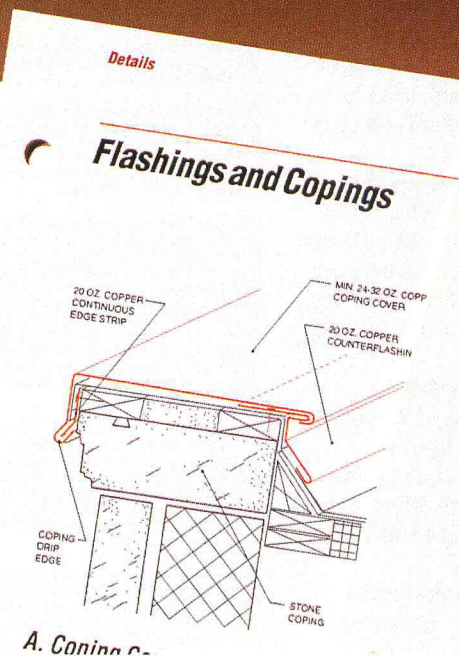 Details
Flashings and Copings
20 OZ. COPPER
CONTINUOUS
EDGE STRIP
MIN. 24-32 OZ. COPP
COPING COVER
20 OZ. COPPER
COUNTERFLASHIN
COPING
DRIP
EDGE
STONE
COPING
A. Coping